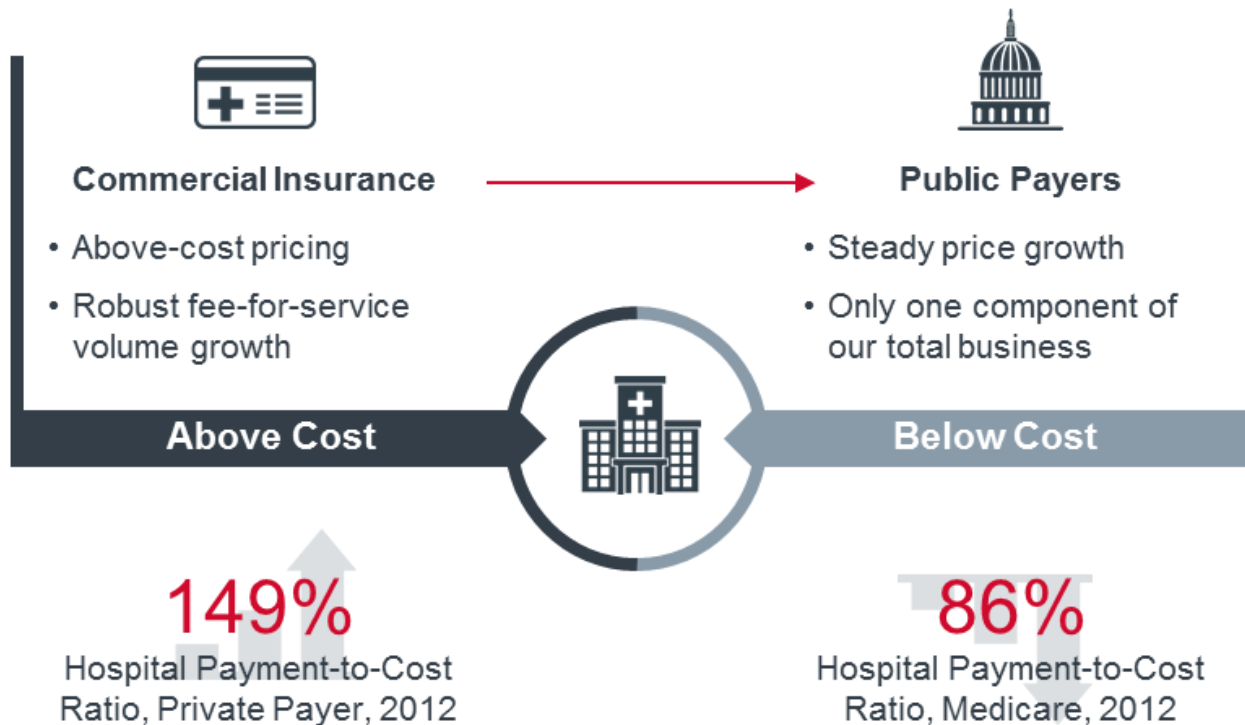 Commercial Insurance
• Above-cost pricing
• Robust fee-for-service
volume growth
Public Payers
• Steady price growth
• Only one component of
our total business
Above Cost
Below Cost
149%
Hospital Payment-to-Cost
Ratio, Private Payer, 2012
86%
Hospital Payment-to-Cost
Ratio, Medicare, 2012